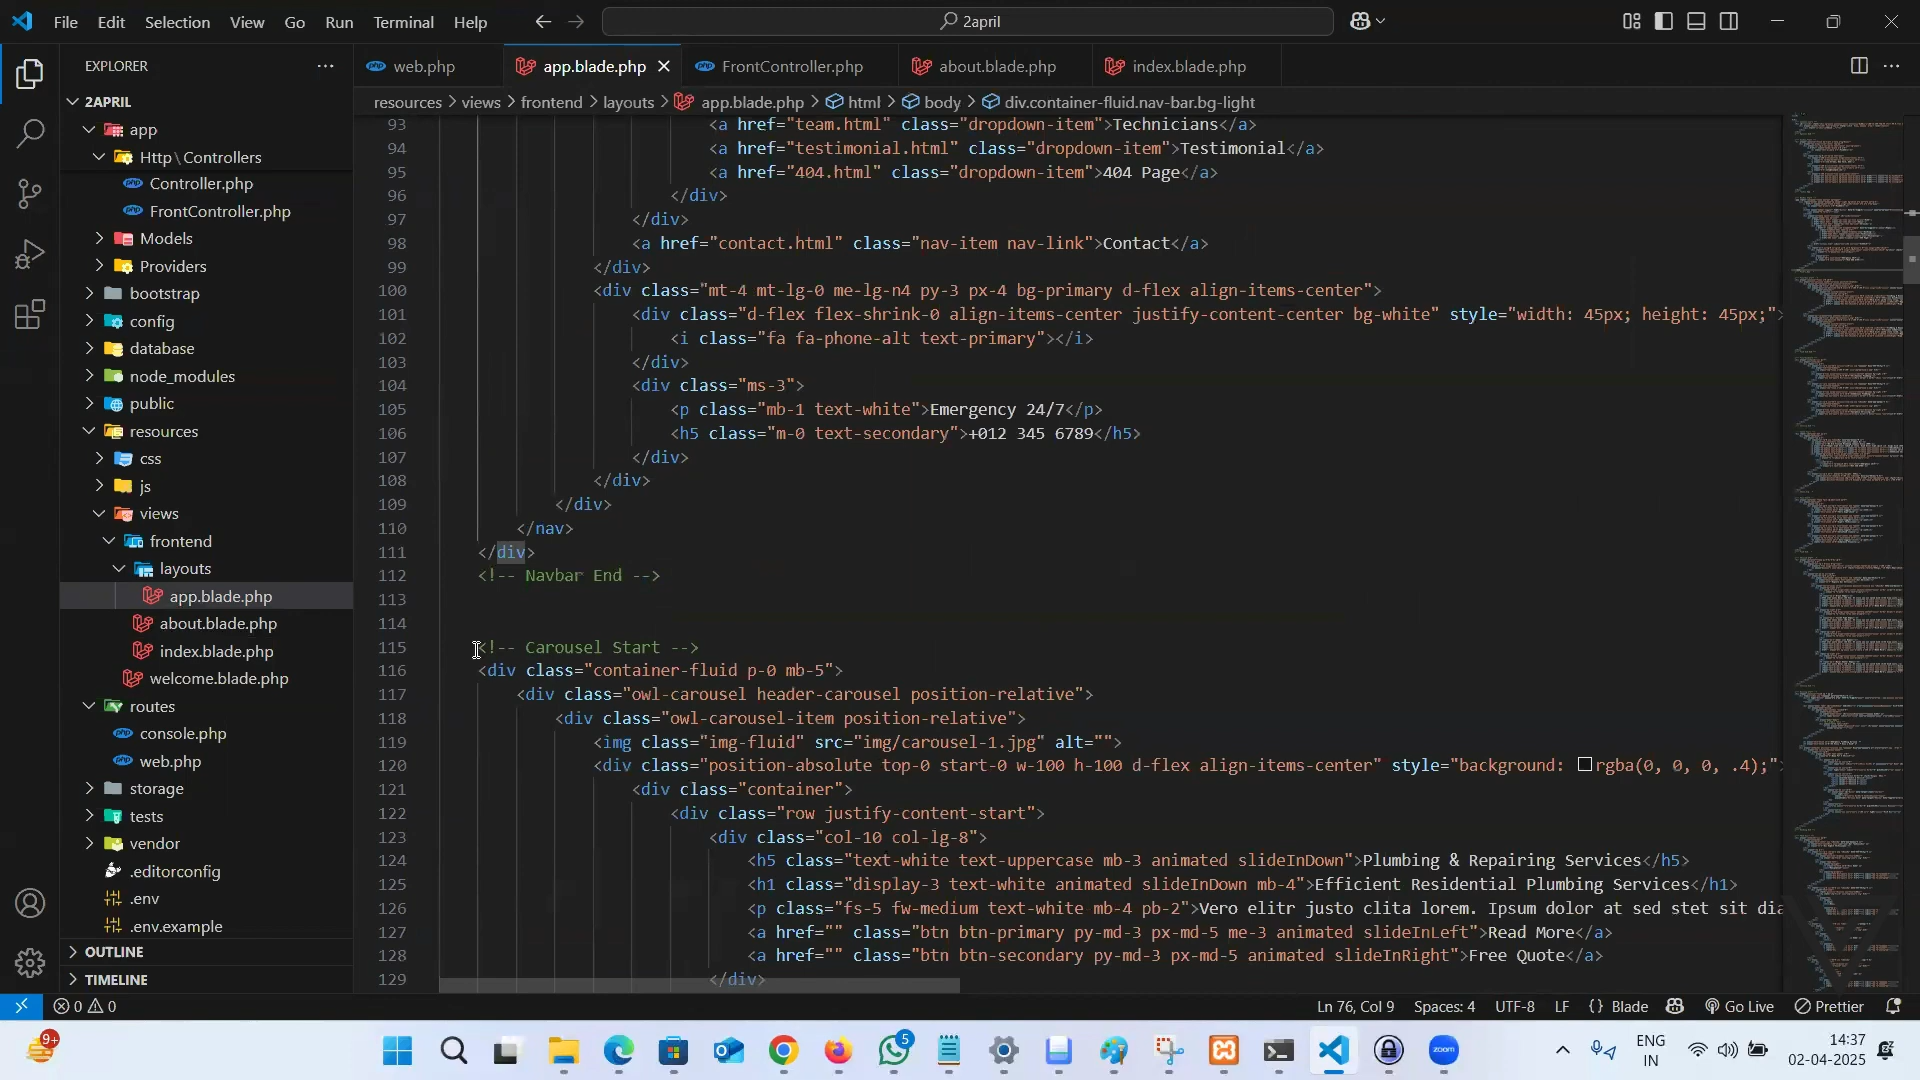 File Edit Selection View Go Run Terminal Help
2april
EXPLORER
web.php
app.blade.php
FrontController.php
about.blade.php
index.blade.php
resources > views > frontend > layouts > app.blade.php > html > body > div.container-fluid.nav-bar.bg-light
2APRIL
app
Http\Controllers
Controller.php
FrontController.php
Models
Providers
bootstrap
config
database
node_modules
public
resources
css
js
views
frontend
layouts
app.blade.php
about.blade.php
index.blade.php
welcome.blade.php
routes
console.php
web.php
storage
tests
vendor
.editorconfig
.env
.env.example
OUTLINE
TIMELINE
93 <a href="team.html" class="dropdown-item">Technicians</a>
94 <a href="testimonial.html" class="dropdown-item">Testimonial</a>
95 <a href="404.html" class="dropdown-item">404 Page</a>
96 </div>
97 </div>
98 <a href="contact.html" class="nav-item nav-link">Contact</a>
99 </div>
100 <div class="mt-4 mt-lg-0 me-lg-n4 py-3 px-4 bg-primary d-flex align-items-center">
101 <div class="d-flex flex-shrink-0 align-items-center justify-content-center bg-white" style="width: 45px; height: 45px;">
102 <i class="fa fa-phone-alt text-primary"></i>
103 </div>
104 <div class="ms-3">
105 <p class="mb-1 text-white">Emergency 24/7</p>
106 <h5 class="m-0 text-secondary">+012 345 6789</h5>
107 </div>
108 </div>
109 </div>
110 </nav>
111 </div>
112 <!-- Navbar End -->
113
114
115 <!-- Carousel Start -->
116 <div class="container-fluid p-0 mb-5">
117 <div class="owl-carousel header-carousel position-relative">
118 <div class="owl-carousel-item position-relative">
119 <img class="img-fluid" src="img/carousel-1.jpg" alt="">
120 <div class="position-absolute top-0 start-0 w-100 h-100 d-flex align-items-center" style="background: rgba(0, 0, 0, .4);">
121 <div class="container">
122 <div class="row justify-content-start">
123 <div class="col-10 col-lg-8">
124 <h5 class="text-white text-uppercase mb-3 animated slideInDown">Plumbing & Repairing Services</h5>
125 <h1 class="display-3 text-white animated slideInDown mb-4">Efficient Residential Plumbing Services</h1>
126 <p class="fs-5 fw-medium text-white mb-4 pb-2">Vero elitr justo clita lorem. Ipsum dolor at sed stet sit dia
127 <a href="" class="btn btn-primary py-md-3 px-md-5 me-3 animated slideInLeft">Read More</a>
128 <a href="" class="btn btn-secondary py-md-3 px-md-5 animated slideInRight">Free Quote</a>
129 </div>
0 0
Ln 76, Col 9 Spaces: 4 UTF-8 LF {} Blade Go Live Prettier
9+
5
zoom
ENG
IN
14:37
02-04-2025